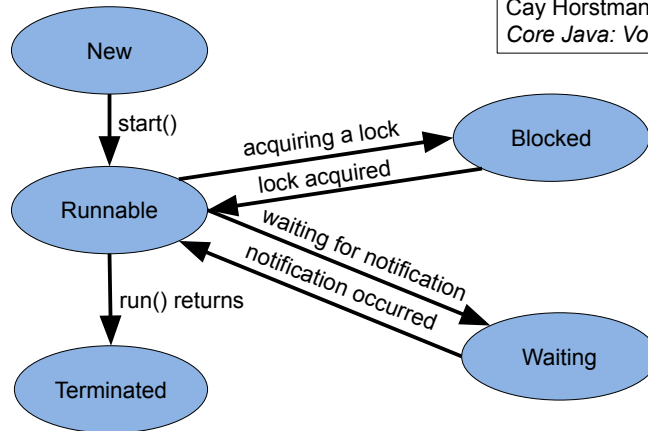 Cay Horstman
Core Java: Vo
New
start()
acquiring a lock
Blocked
lock acquired
Runnable
waiting for notification
notification occurred
run() returns
Waiting
Terminated